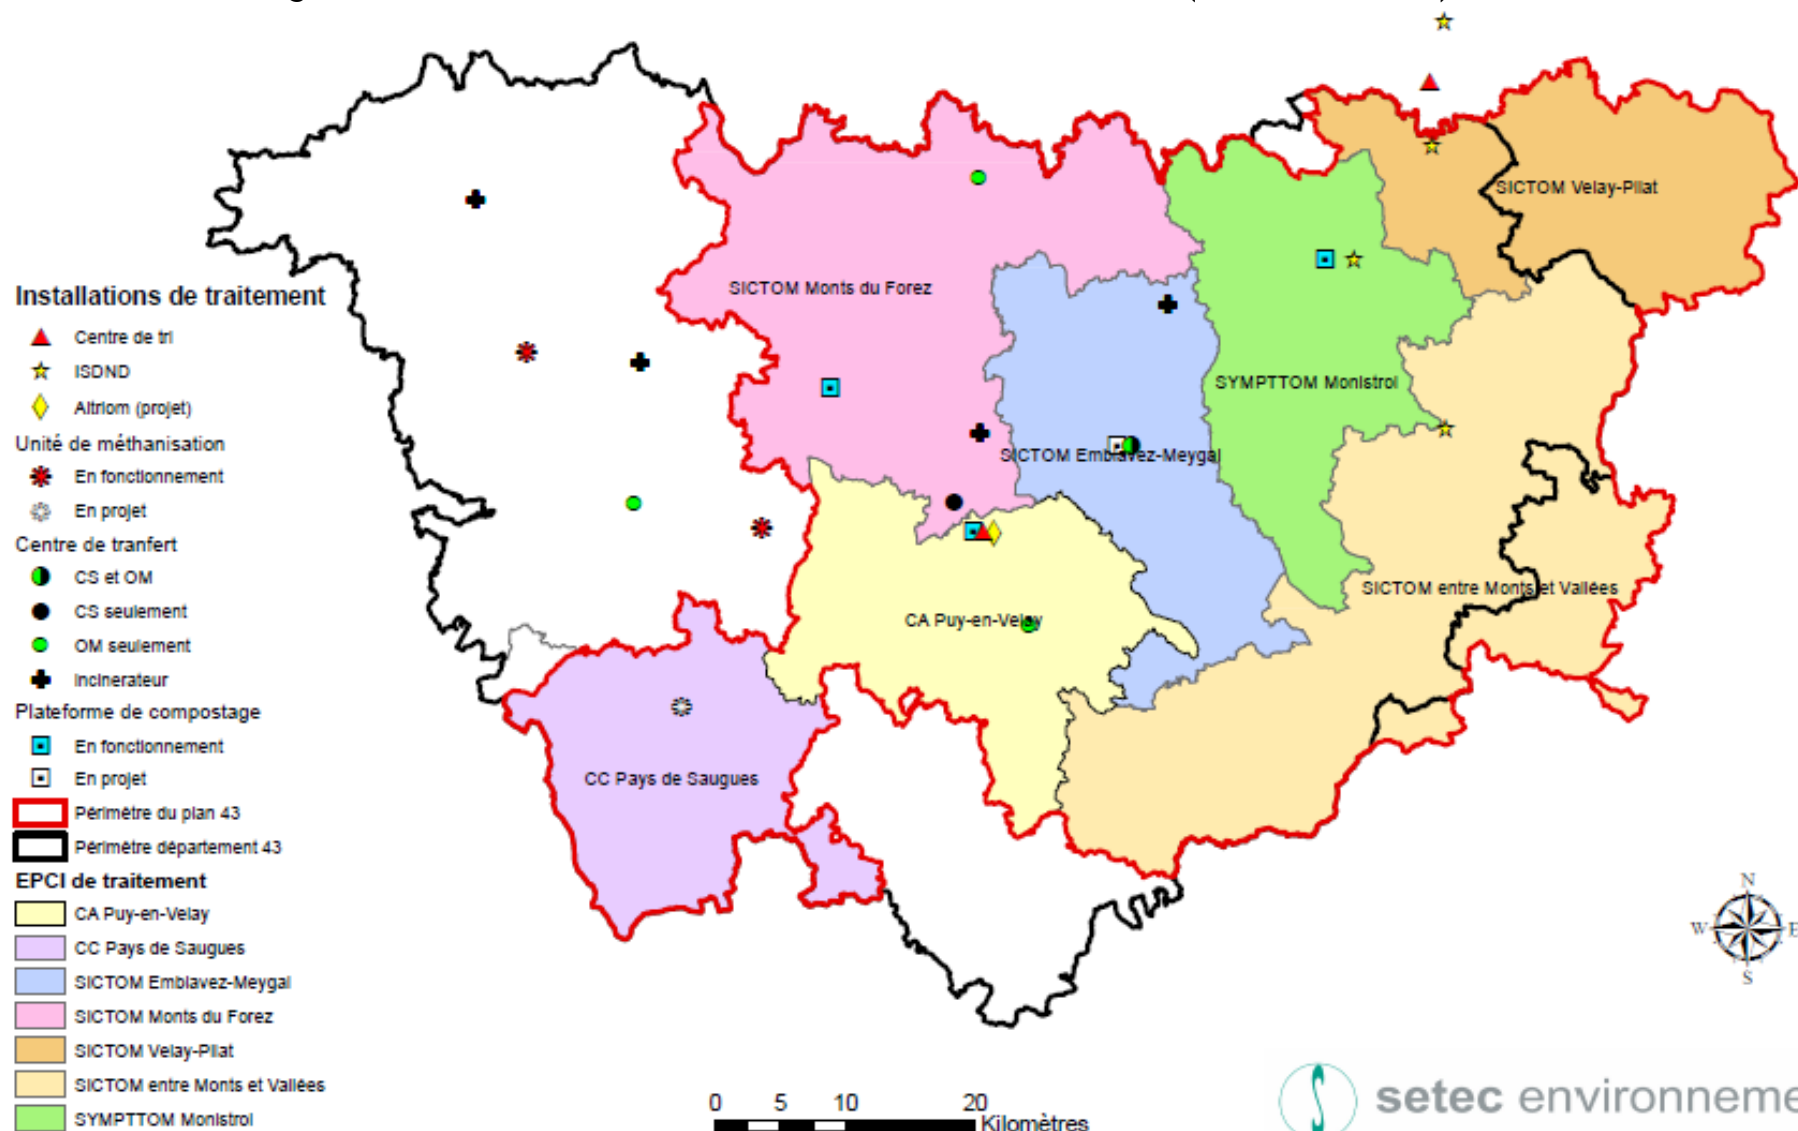 SICTOM Velay-Pilat
SICTOM Monts du Forez
SYMPTTOM Monistrol
SICTOM Emblavez-Meygal
SICTOM entre Monts et Vallées
CA Puy-en-Velay
CC Pays de Saugues
Installations de traitement
Centre de tri
ISDND
Altriom (projet)
Unité de méthanisation
En fonctionnement
En projet
Centre de tranfert
CS et OM
CS seulement
OM seulement
Incinerateur
Plateforme de compostage
En fonctionnement
En projet
Périmètre du plan 43
Périmètre département 43
EPCI de traitement
CA Puy-en-Velay
CC Pays de Saugues
SICTOM Emblavez-Meygal
SICTOM Monts du Forez
SICTOM Velay-Pilat
SICTOM entre Monts et Vallées
SYMPTTOM Monistrol
N
W E
S
0 5 10 20
Kilomètres
setec environneme